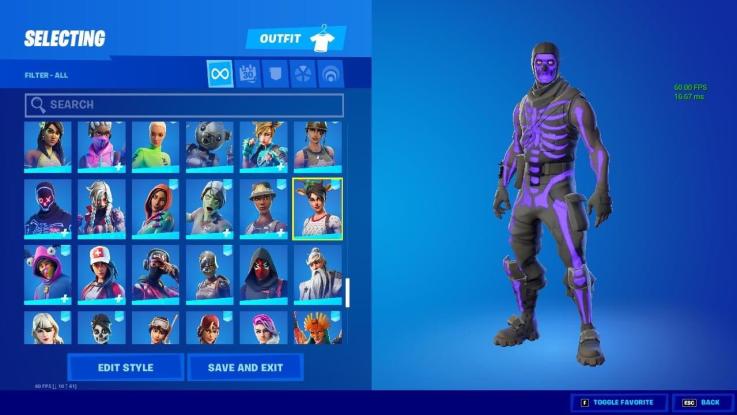 SELECTING
OUTFIT
FILTER - ALL
30
SEARCH
60.00 FPS
16.67 ms
EDIT STYLE
SAVE AND EXIT
F TOGGLE FAVORITE
ESC BACK